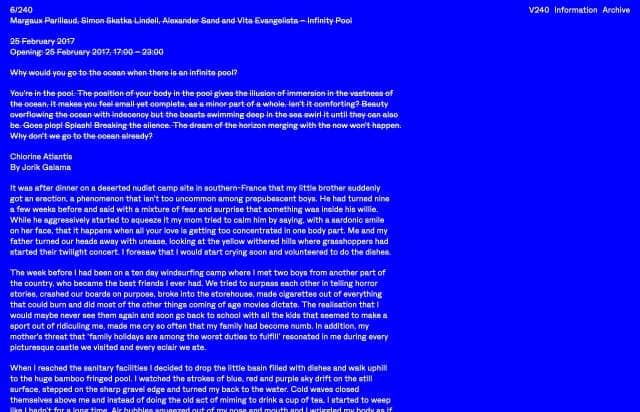 6/240
V240 Information Archive
Margaux Parillaud, Simon Skatka Lindell, Alexander Sand and Vita Evangelista – Infinity Pool
25 February 2017
Opening: 25 February 2017, 17:00 – 23:00
Why would you go to the ocean when there is an infinite pool?
You're in the pool. The position of your body in the pool gives the illusion of immersion in the vastness of
the ocean, it makes you feel small yet complete, as a minor part of a whole. Isn't it comforting? Beauty
overflowing the ocean with indecency but the beasts swimming deep in the sea swirl it until they can also
be. Goes plop! Splash! Breaking the silence. The dream of the horizon merging with the now won't happen.
Why don't we go to the ocean already?
Chlorine Atlantis
By Jorik Galama
It was after dinner on a deserted nudist camp site in southern-France that my little brother suddenly
got an erection, a phenomenon that isn't too uncommon among prepubescent boys. He had turned nine
a few weeks before and said with a mixture of fear and surprise that something was inside his willie.
While he aggressively started to squeeze it my mom tried to calm him by saying, with a sardonic smile
on her face, that it happens when all your love is getting too concentrated in one body part. Me and my
father turned our heads away with unease, looking at the yellow withered hills where grasshoppers had
started their twilight concert. I foresaw that I would start crying soon and volunteered to do the dishes.
The week before I had been on a ten day windsurfing camp where I met two boys from another part of
the country, who became the best friends I ever had. We tried to surpass each other in telling horror
stories, crashed our boards on purpose, broke into the storehouse, made cigarettes out of everything
that could burn and did most of the other things coming of age movies dictate. The realisation that I
would maybe never see them again and soon go back to school with all the kids that seemed to make a
sport out of ridiculing me, made me cry so often that my family had become numb. In addition, my
mother's threat that 'family holidays are among the worst duties to fulfill' resonated in me during every
picturesque castle we visited and every eclair we ate.
When I reached the sanitary facilities I decided to drop the little basin filled with dishes and walk uphill
to the huge bamboo fringed pool. I watched the strokes of blue, red and purple sky drift on the still
surface, stepped on the sharp gravel edge and turned my back to the water. Cold waves closed
themselves above me and instead of doing the old act of miming to drink a cup of tea, I started to weep
like I hadn't for a long time. Air bubbles squeezed out of my nose and mouth and I wriggled my body as if